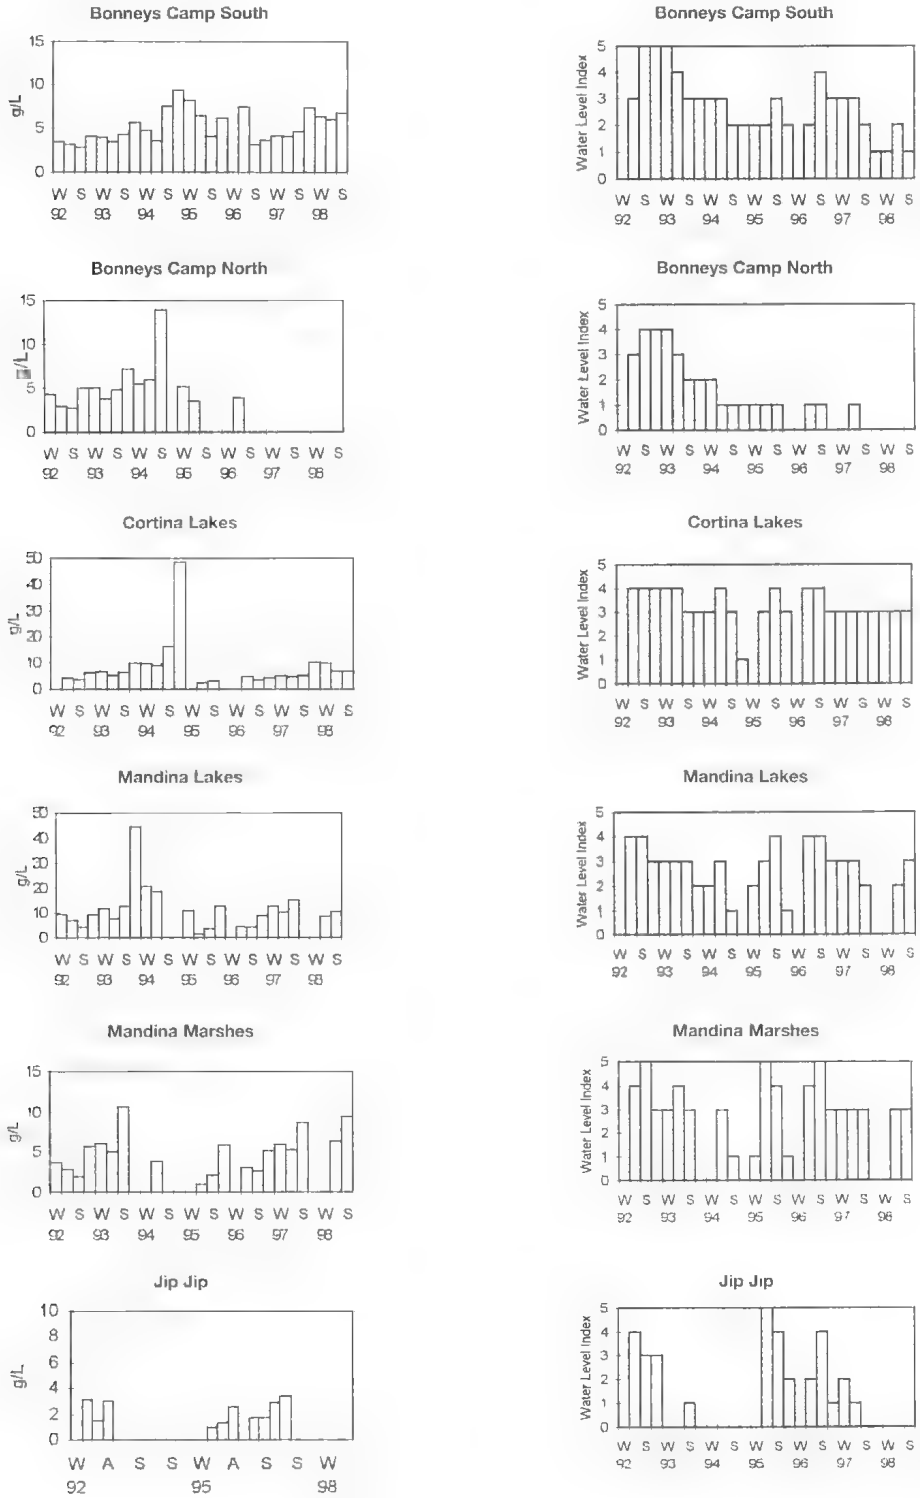 Bonneys Camp South
15
10
5
0
g/L
W S W S W S W S W S W S W S
92 93 94 95 96 97 98
Bonneys Camp South
5
4
3
2
1
0
Water Level Index
W S W S W S W S W S W S W S
92 93 94 95 96 97 98
Bonneys Camp North
15
10
5
0
g/L
W S W S W S W S W S W S W S
92 93 94 95 96 97 98
Bonneys Camp North
5
4
3
2
1
0
Water Level Index
W S W S W S W S W S W S W S
92 93 94 95 96 97 98
Cortina Lakes
50
40
30
20
10
0
g/L
W S W S W S W S W S W S W S
92 93 94 95 96 97 98
Cortina Lakes
5
4
3
2
1
0
Water Level Index
W S W S W S W S W S W S W S
92 93 94 95 96 97 98
Mandina Lakes
50
40
30
20
10
0
g/L
W S W S W S W S W S W S W S
92 93 94 95 96 97 98
Mandina Lakes
5
4
3
2
1
0
Water Level Index
W S W S W S W S W S W S W S
92 93 94 95 96 97 98
Mandina Marshes
15
10
5
0
g/L
W S W S W S W S W S W S W S
92 93 94 95 96 97 98
Mandina Marshes
5
4
3
2
1
0
Water Level Index
W S W S W S W S W S W S W S
92 93 94 95 96 97 98
Jip Jip
10
8
6
4
2
0
g/L
W A S S W A S S W
92 95 98
Jip Jip
5
4
3
2
1
0
Water Level Index
W S W S W S W S W S W S W S
92 93 94 95 96 97 98